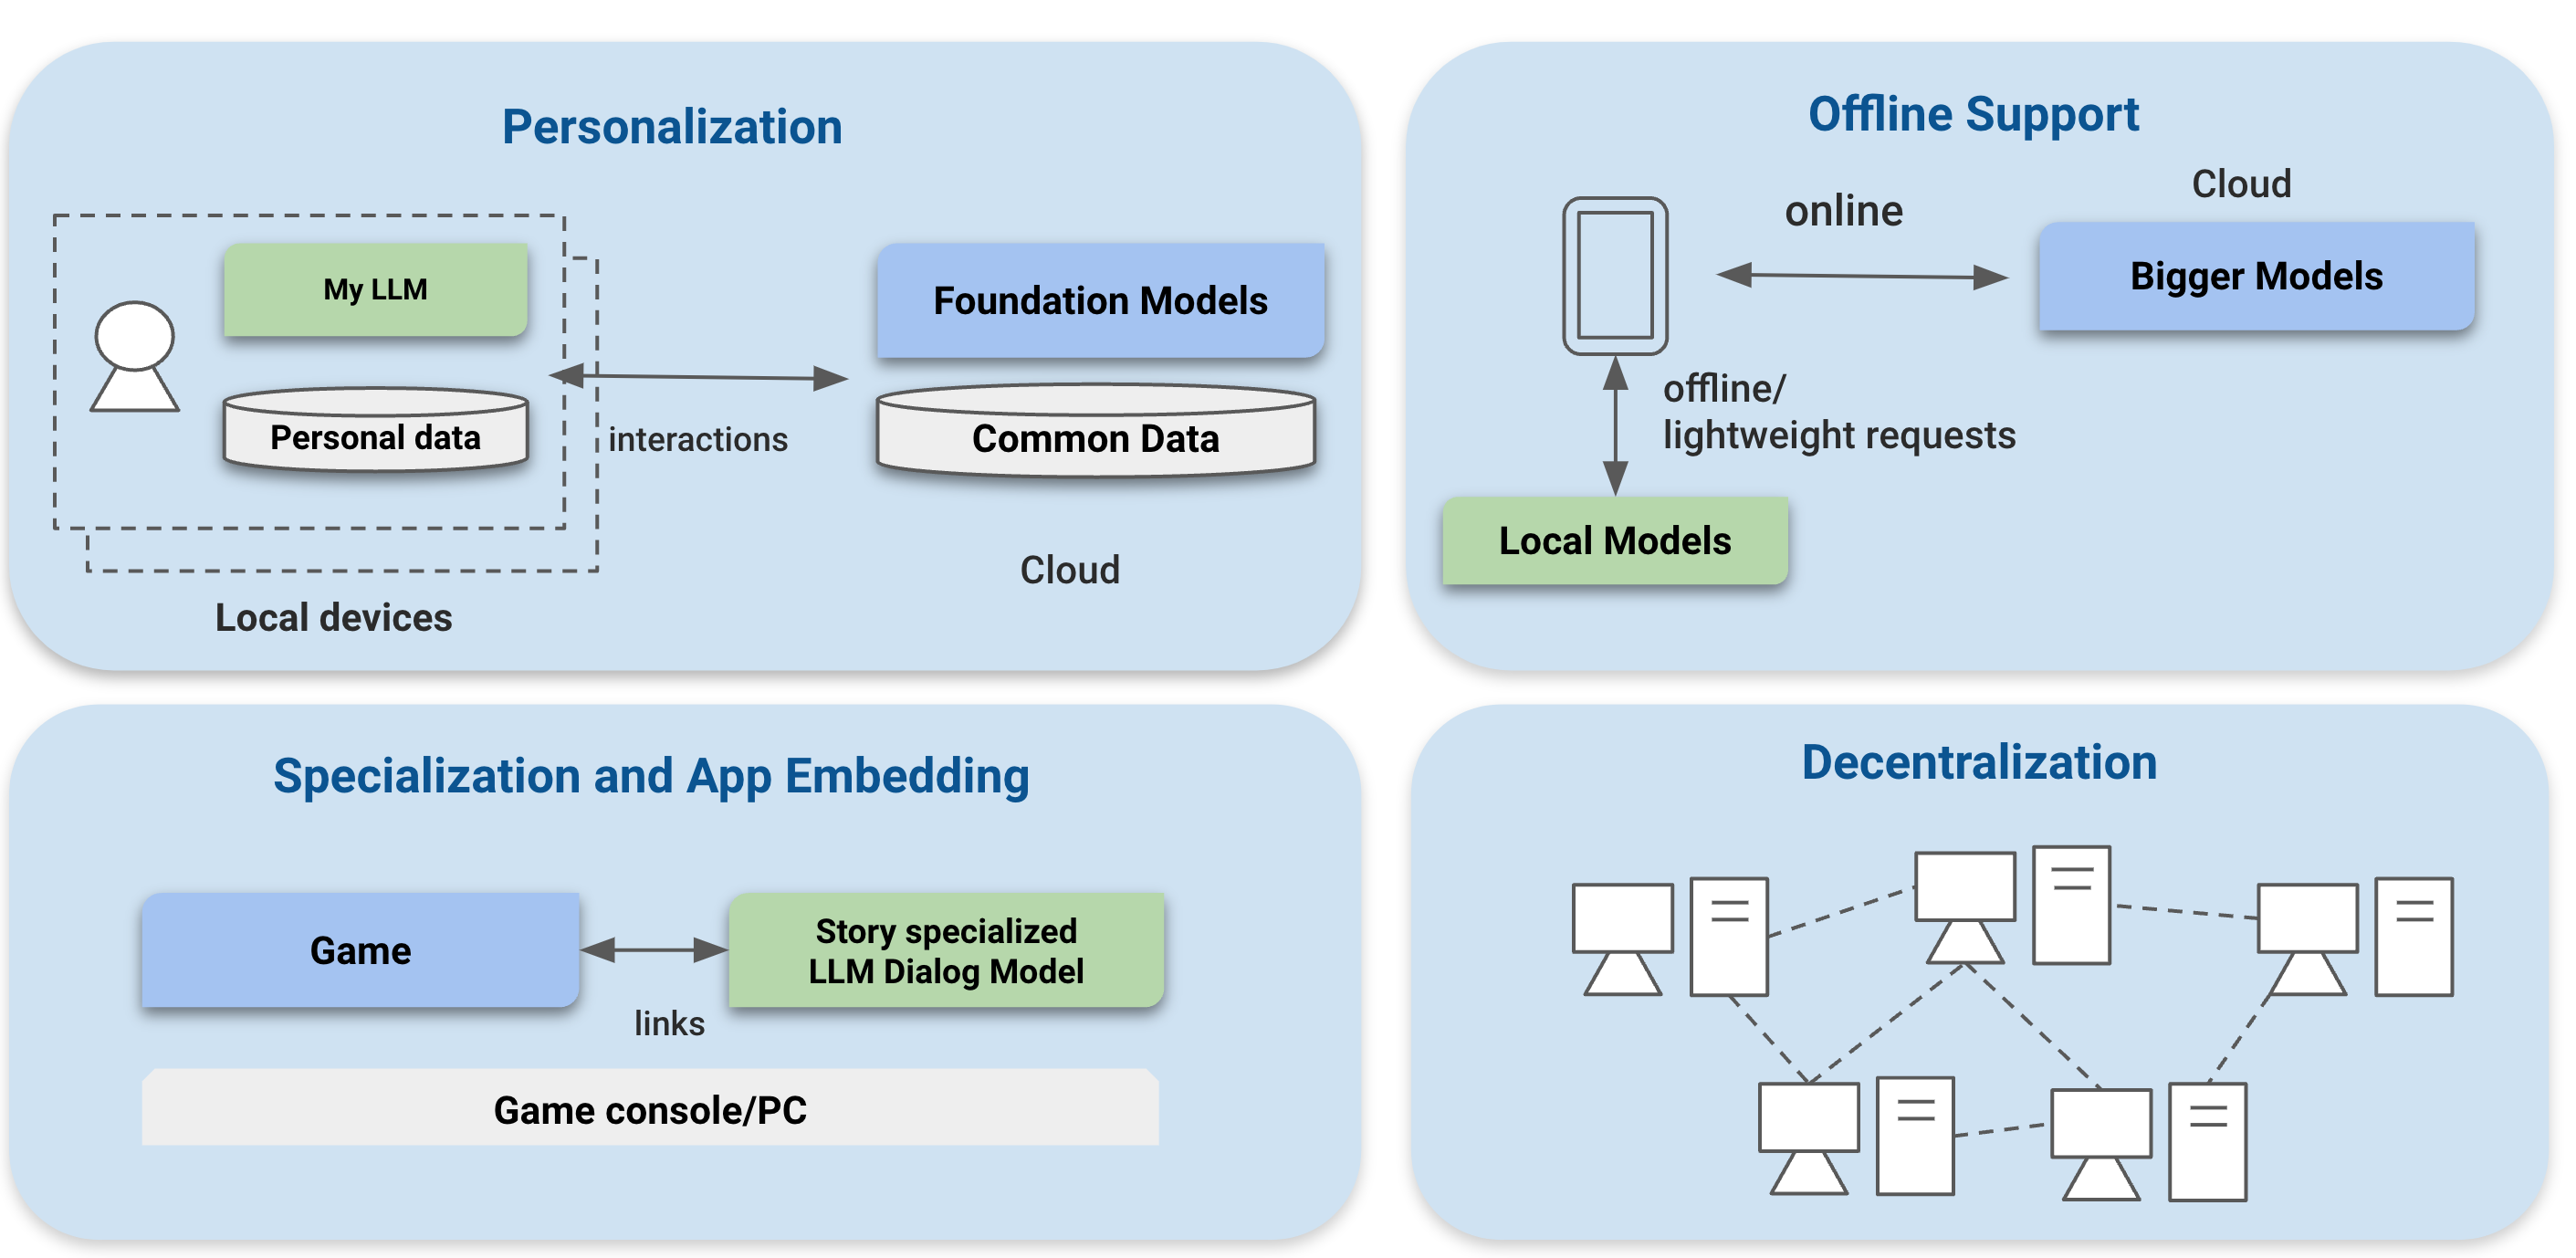 Personalization
My LLM
Personal data
interactions
Foundation Models
Common Data
Cloud
Local devices
Offline Support
online
Cloud
Bigger Models
offline/
lightweight requests
Local Models
Specialization and App Embedding
Game
links
Story specialized
LLM Dialog Model
Game console/PC
Decentralization